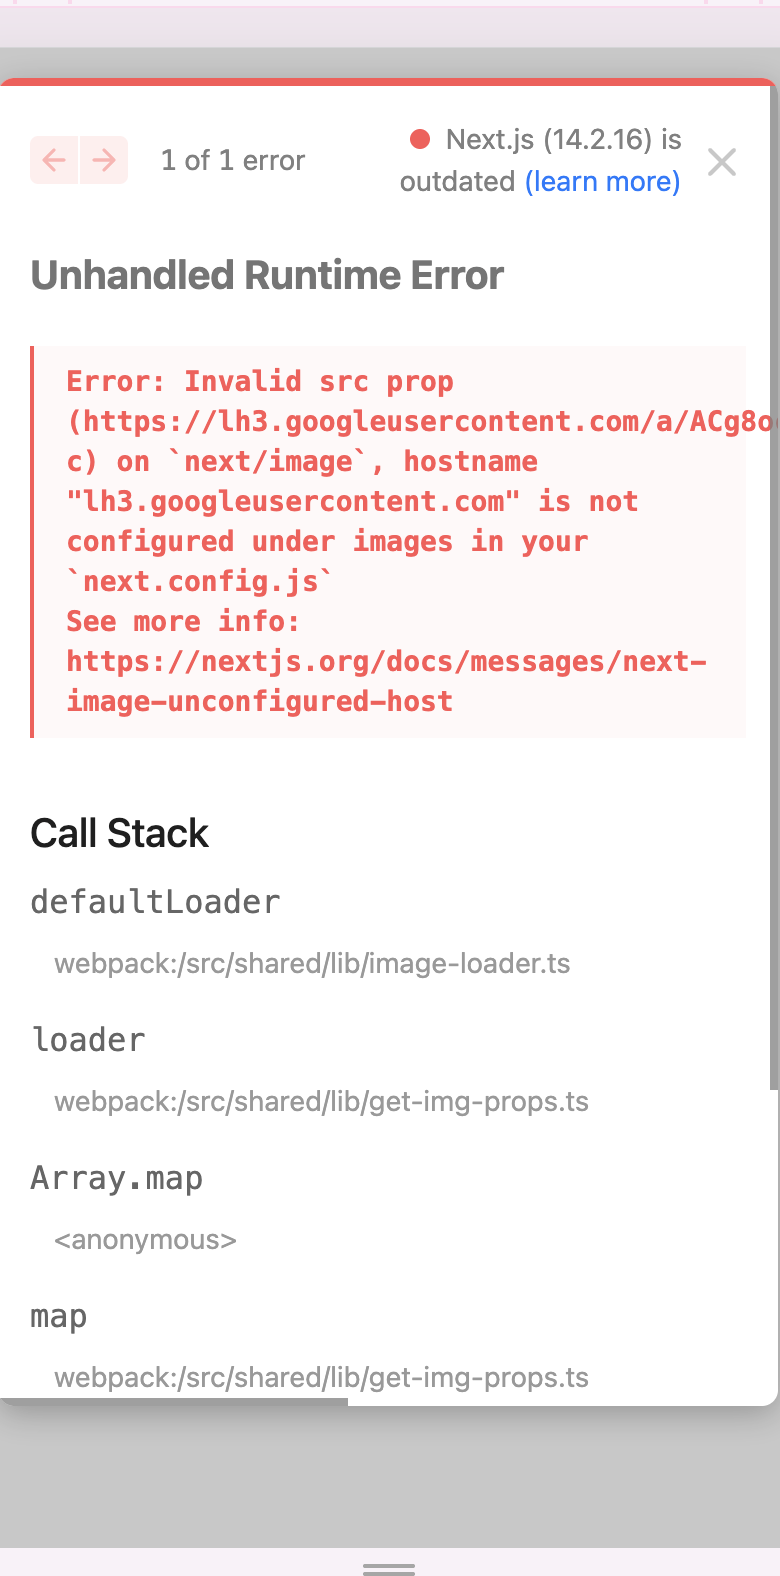 1 of 1 error
Next.js (14.2.16) is
outdated (learn more)
Unhandled Runtime Error
Error: Invalid src prop
(https://lh3.googleusercontent.com/a/ACg8o
c) on `next/image`, hostname
"lh3.googleusercontent.com" is not
configured under images in your
`next.config.js`
See more info:
https://nextjs.org/docs/messages/next-
image-unconfigured-host
Call Stack
defaultLoader
webpack:/src/shared/lib/image-loader.ts
loader
webpack:/src/shared/lib/get-img-props.ts
Array.map
<anonymous>
map
webpack:/src/shared/lib/get-img-props.ts